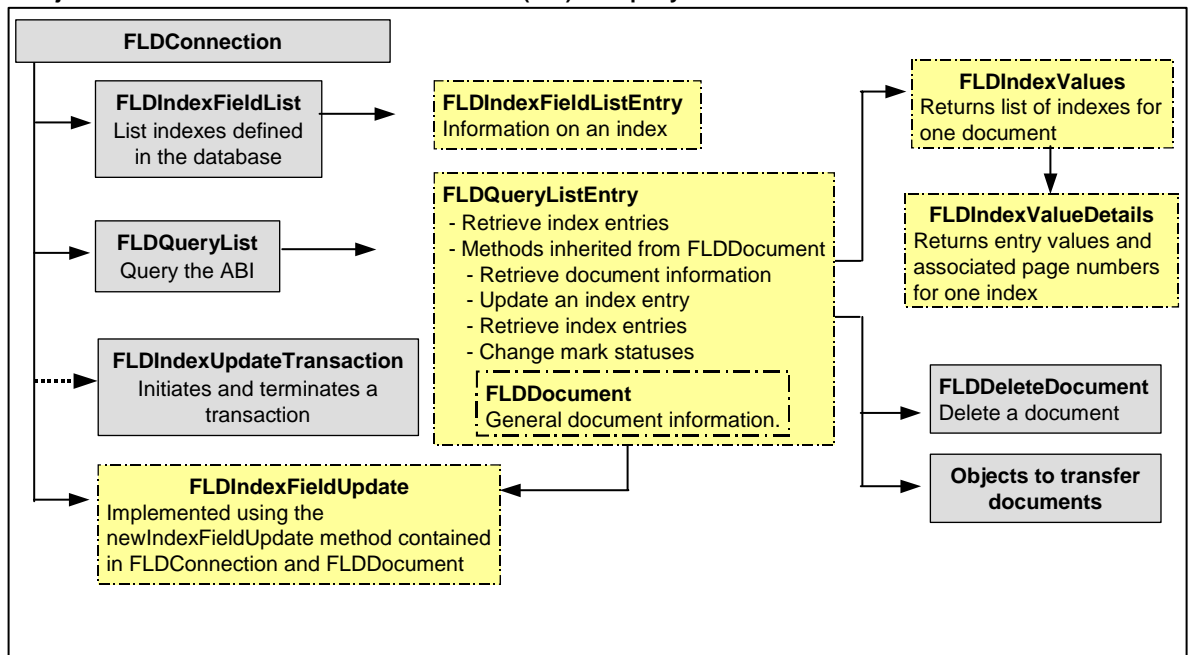 FLDConnection
FLDIndexFieldList
List indexes defined
in the database
FLDIndexFieldListEntry
Information on an index
FLDIndexValues
Returns list of indexes for
one document
FLDQueryList
Query the ABI
FLDQueryListEntry
- Retrieve index entries
- Methods inherited from FLDDocument
- Retrieve document information
- Update an index entry
- Retrieve index entries
- Change mark statuses
FLDDocument
General document information.
FLDIndexValueDetails
Returns entry values and
associated page numbers
for one index
FLDIndexUpdateTransaction
Initiates and terminates a
transaction
FLDDeleteDocument
Delete a document
Objects to transfer
documents
FLDIndexFieldUpdate
Implemented using the
newIndexFieldUpdate method contained
in FLDConnection and FLDDocument